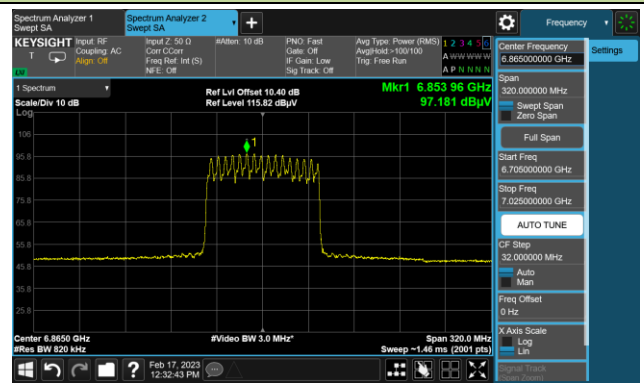 Spectrum Analyzer 1
Swept SA
Spectrum Analyzer 2
Swept SA
Frequency
KEYSIGHT
T
LW
Input: RF
Coupling: AC
Align: Off
Input Z: 50 Ω
Corr CCorr
Freq Ref: Int (S)
NFE: Off
#Atten: 10 dB
PNO: Fast
Gate: Off
IF Gain: Low
Sig Track: Off
Avg Type: Power (RMS)
Avg|Hold:>100/100
Trig: Free Run
1 2 3 4 5 6
A W W W W W
A P N N N N
Center Frequency
6.865000000 GHz
Settings
Span
320.000000 MHz
Swept Span
Zero Span
Full Span
Start Freq
6.705000000 GHz
Stop Freq
7.025000000 GHz
AUTO TUNE
CF Step
32.000000 MHz
Auto
Man
Freq Offset
0 Hz
X Axis Scale
Log
Lin
Signal Track
(Span Zoom)
1 Spectrum
Scale/Div 10 dB
Log
Ref Lvl Offset 10.40 dB
Ref Level 115.82 dBµV
Mkr1 6.853 96 GHz
97.181 dBµV
1
106
95.8
85.8
75.8
65.8
55.8
45.8
35.8
25.8
Center 6.8650 GHz
#Res BW 820 kHz
#Video BW 3.0 MHz*
Span 320.0 MHz
Sweep ~1.46 ms (2001 pts)
Feb 17, 2023
12:32:43 PM